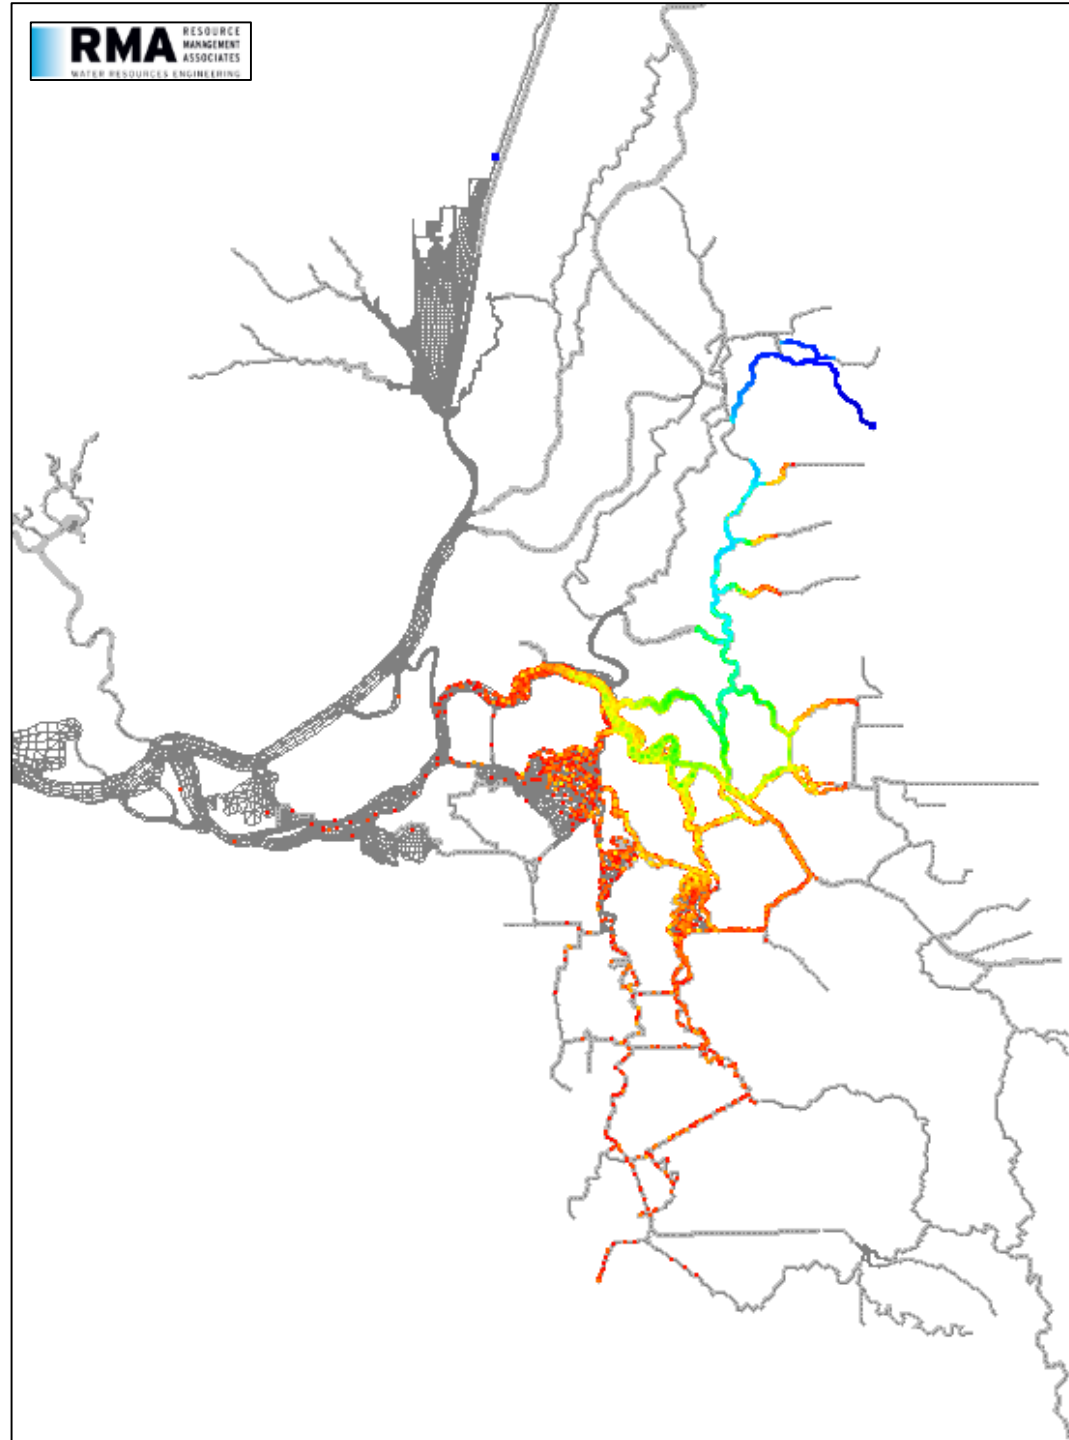 RMA
RESOURCE
MANAGEMENT
ASSOCIATES
WATER RESOURCES ENGINEERING